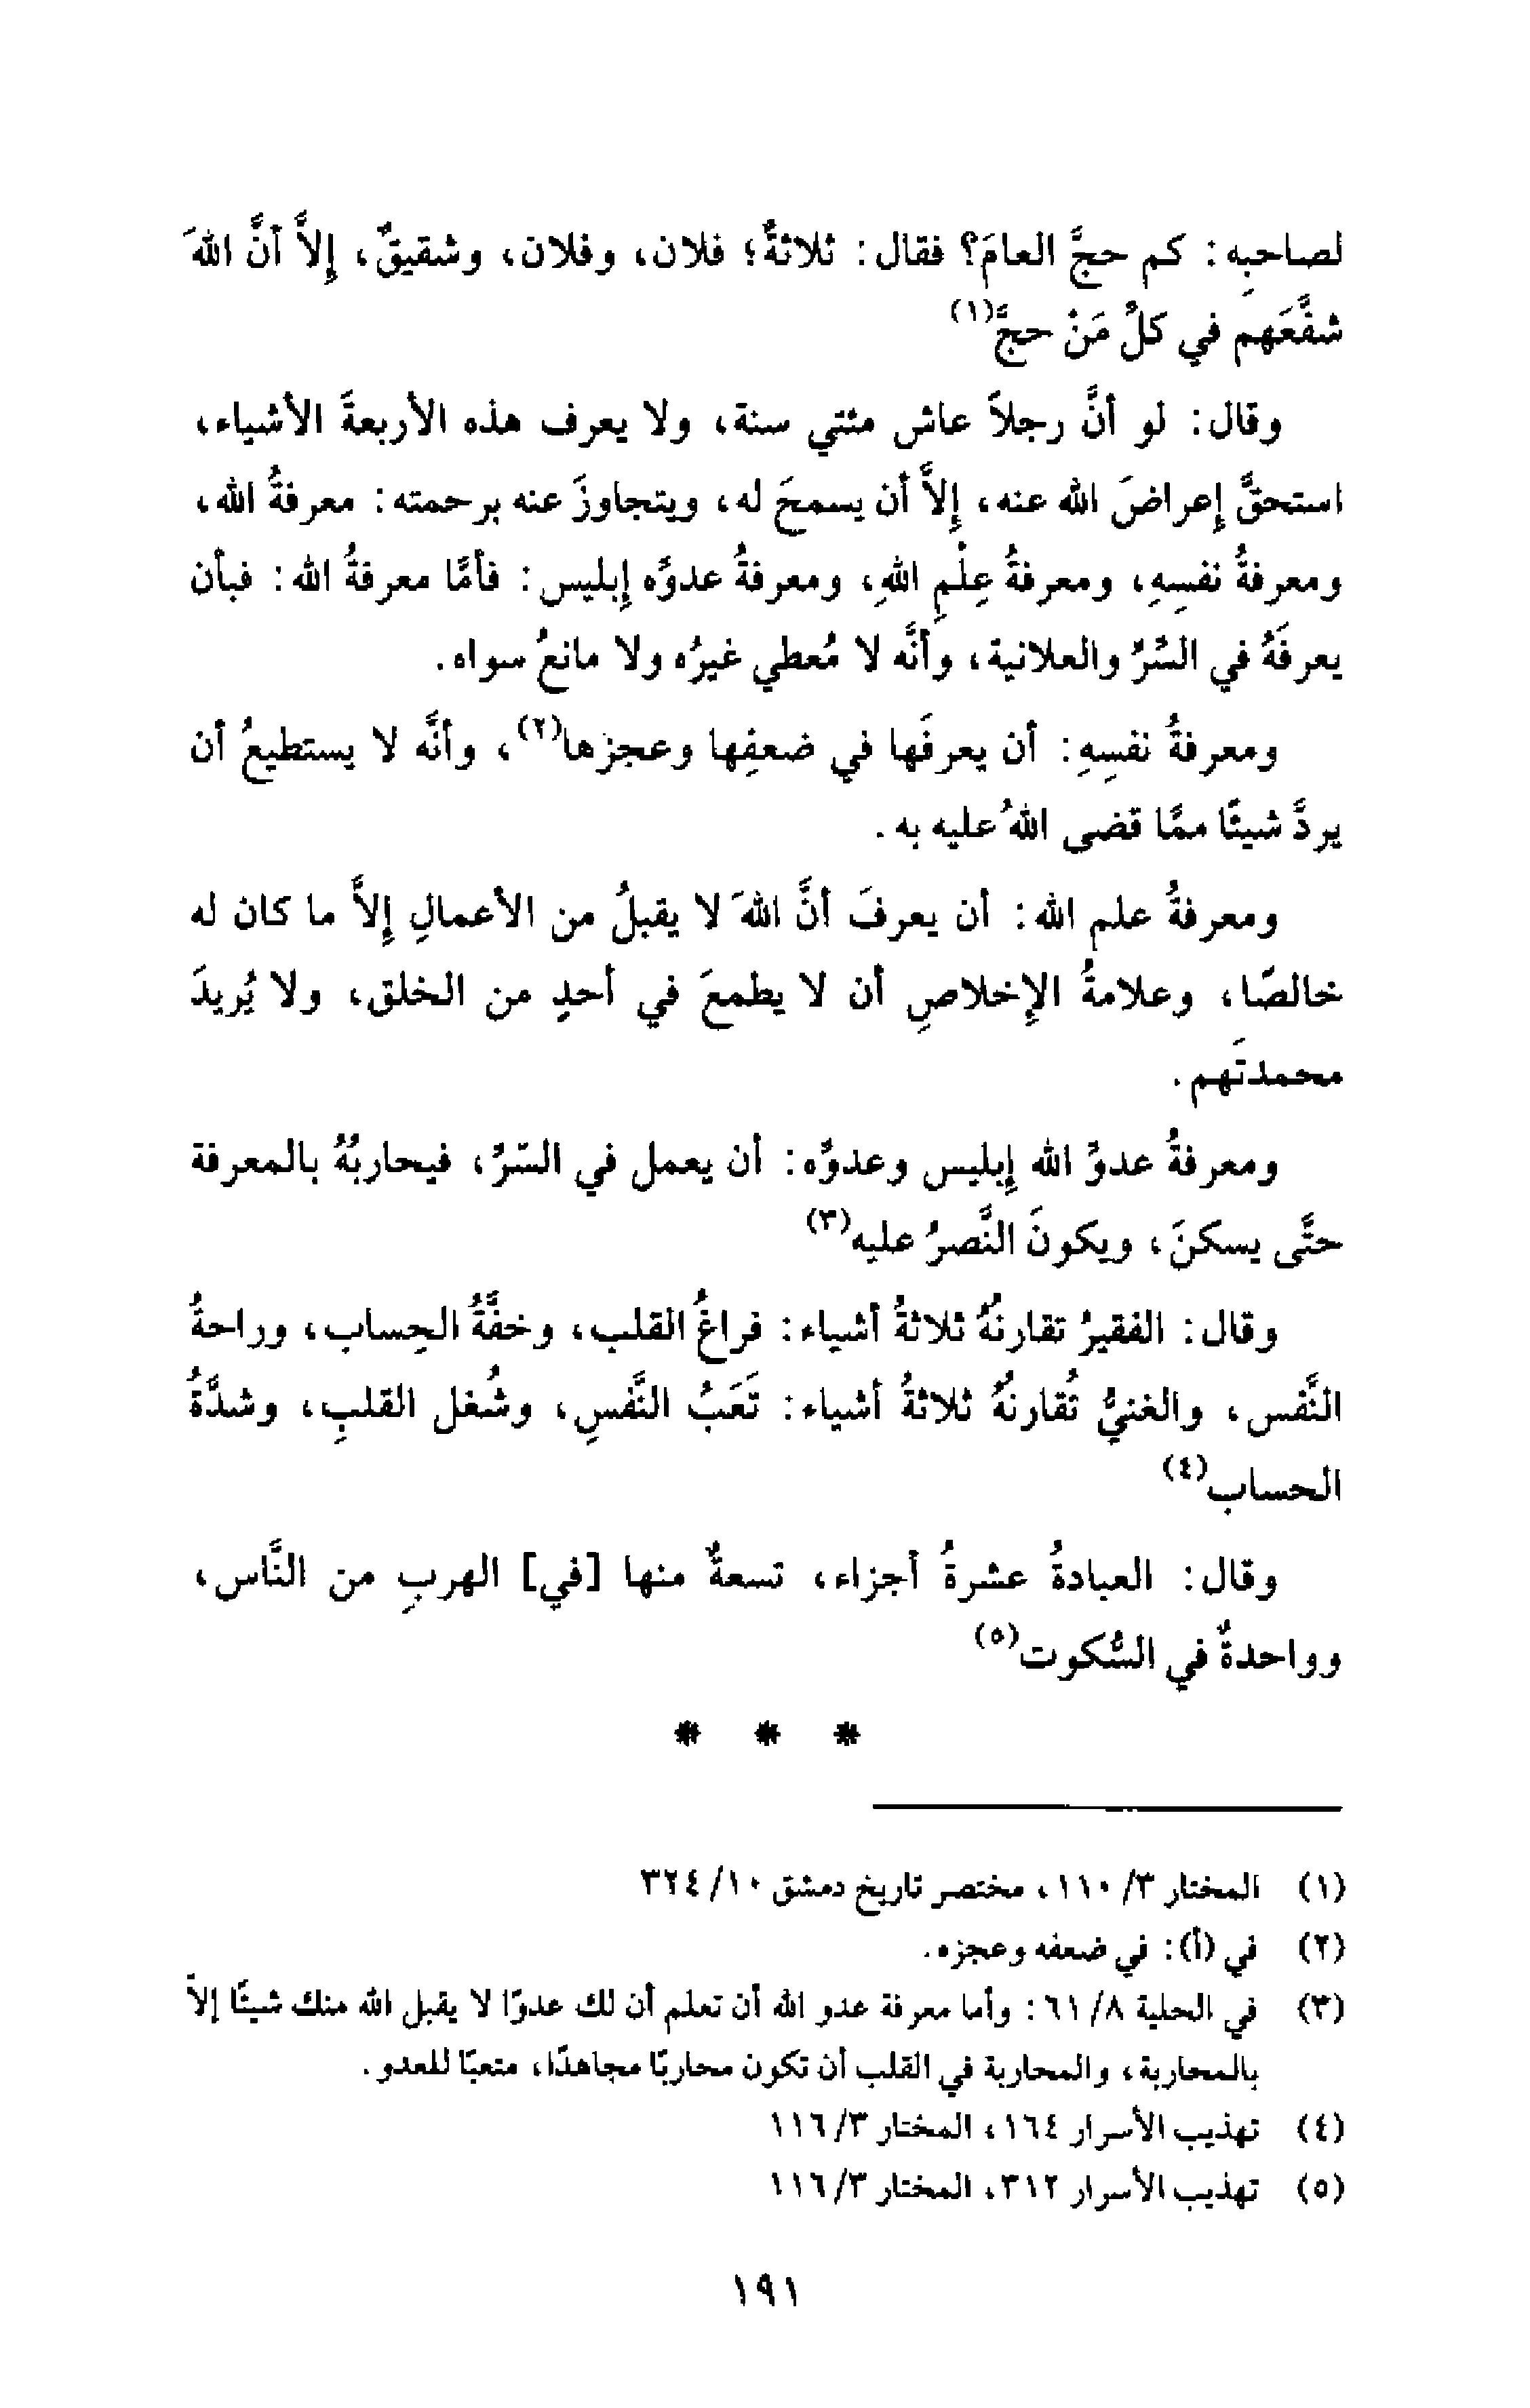 لصاحبِه: كم حجَّ العامَ؟ فقال: ثلاثةٌ؛ فلان، وفلان، وشقيقٌ، إلاَّ أنَّ اللهَ
شفَّعَهم في كلِّ مَنْ حجَّ(١)
وقال: لو أنَّ رجلاً عاش مئتي سنة، ولا يعرف هذه الأربعةَ الأشياء،
استحقَّ إعراضَ الله عنه، إلاَّ أن يسمحَ له، ويتجاوزَ عنه برحمته: معرفةُ الله،
ومعرفةُ نفسِهِ، ومعرفةُ عِلْمِ اللهِ، ومعرفةُ عدوِّه إبليس: فأمَّا معرفةُ الله: فبأن
يعرفَهُ في السِّرِّ والعلانية، وأنَّه لا مُعطي غيرُه ولا مانعُ سواه.
ومعرفةُ نفسِهِ: أن يعرفَها في ضعفِها وعجزها(٢)، وأنَّه لا يستطيعُ أن
يردَّ شيئًا ممَّا قضى اللهُ عليه به.
ومعرفةُ علم الله: أن يعرفَ أنَّ اللهَ لا يقبلُ من الأعمالِ إلاَّ ما كان له
خالصًا، وعلامةُ الإخلاصِ أن لا يطمعَ في أحدٍ من الخلق، ولا يُريدَ
محمدتَهم.
ومعرفةُ عدوِّ الله إبليس وعدوِّه: أن يعمل في السِّرِّ، فيحاربُهُ بالمعرفة
حتَّى يسكنَ، ويكونَ النَّصرُ عليه(٣)
وقال: الفقيرُ تقارنُهُ ثلاثةُ أشياء: فراغُ القلب، وخفَّةُ الحِساب، وراحةُ
النَّفس، والغنيُّ تُقارنُهُ ثلاثةُ أشياء: تَعَبُ النَّفسِ، وشُغل القلبِ، وشدَّةُ
الحساب(٤)
وقال: العبادةُ عشرةُ أجزاء، تسعةٌ منها [في] الهربِ من النَّاس،
وواحدةٌ في السُّكوت(٥)
* * *
(١) المختار ٣/ ١١٠، مختصر تاريخ دمشق ١٠/ ٣٢٤
(٢) في (أ): في ضعفه وعجزه.
(٣) في الحلية ٨/ ٦١: وأما معرفة عدو الله أن تعلم أن لك عدوًا لا يقبل الله منك شيئًا إلاَّ
بالمحاربة، والمحاربة في القلب أن تكون محاربًا مجاهدًا، متعبًا للعدو.
(٤) تهذيب الأسرار ١٦٤، المختار ٣/ ١١٦
(٥) تهذيب الأسرار ٣١٢، المختار ٣/ ١١٦
١٩١